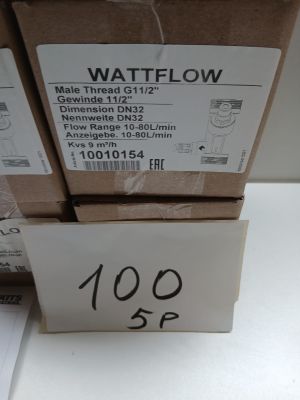 WATTFLOW
Male Thread G11/2"
Gewinde 11/2"
Dimension DN32
Nennweite DN32
Flow Range 10-80L/min
Anzeigebe. 10-80L/min
Kvs 9 m³/h
10010154
EAC
100
5P